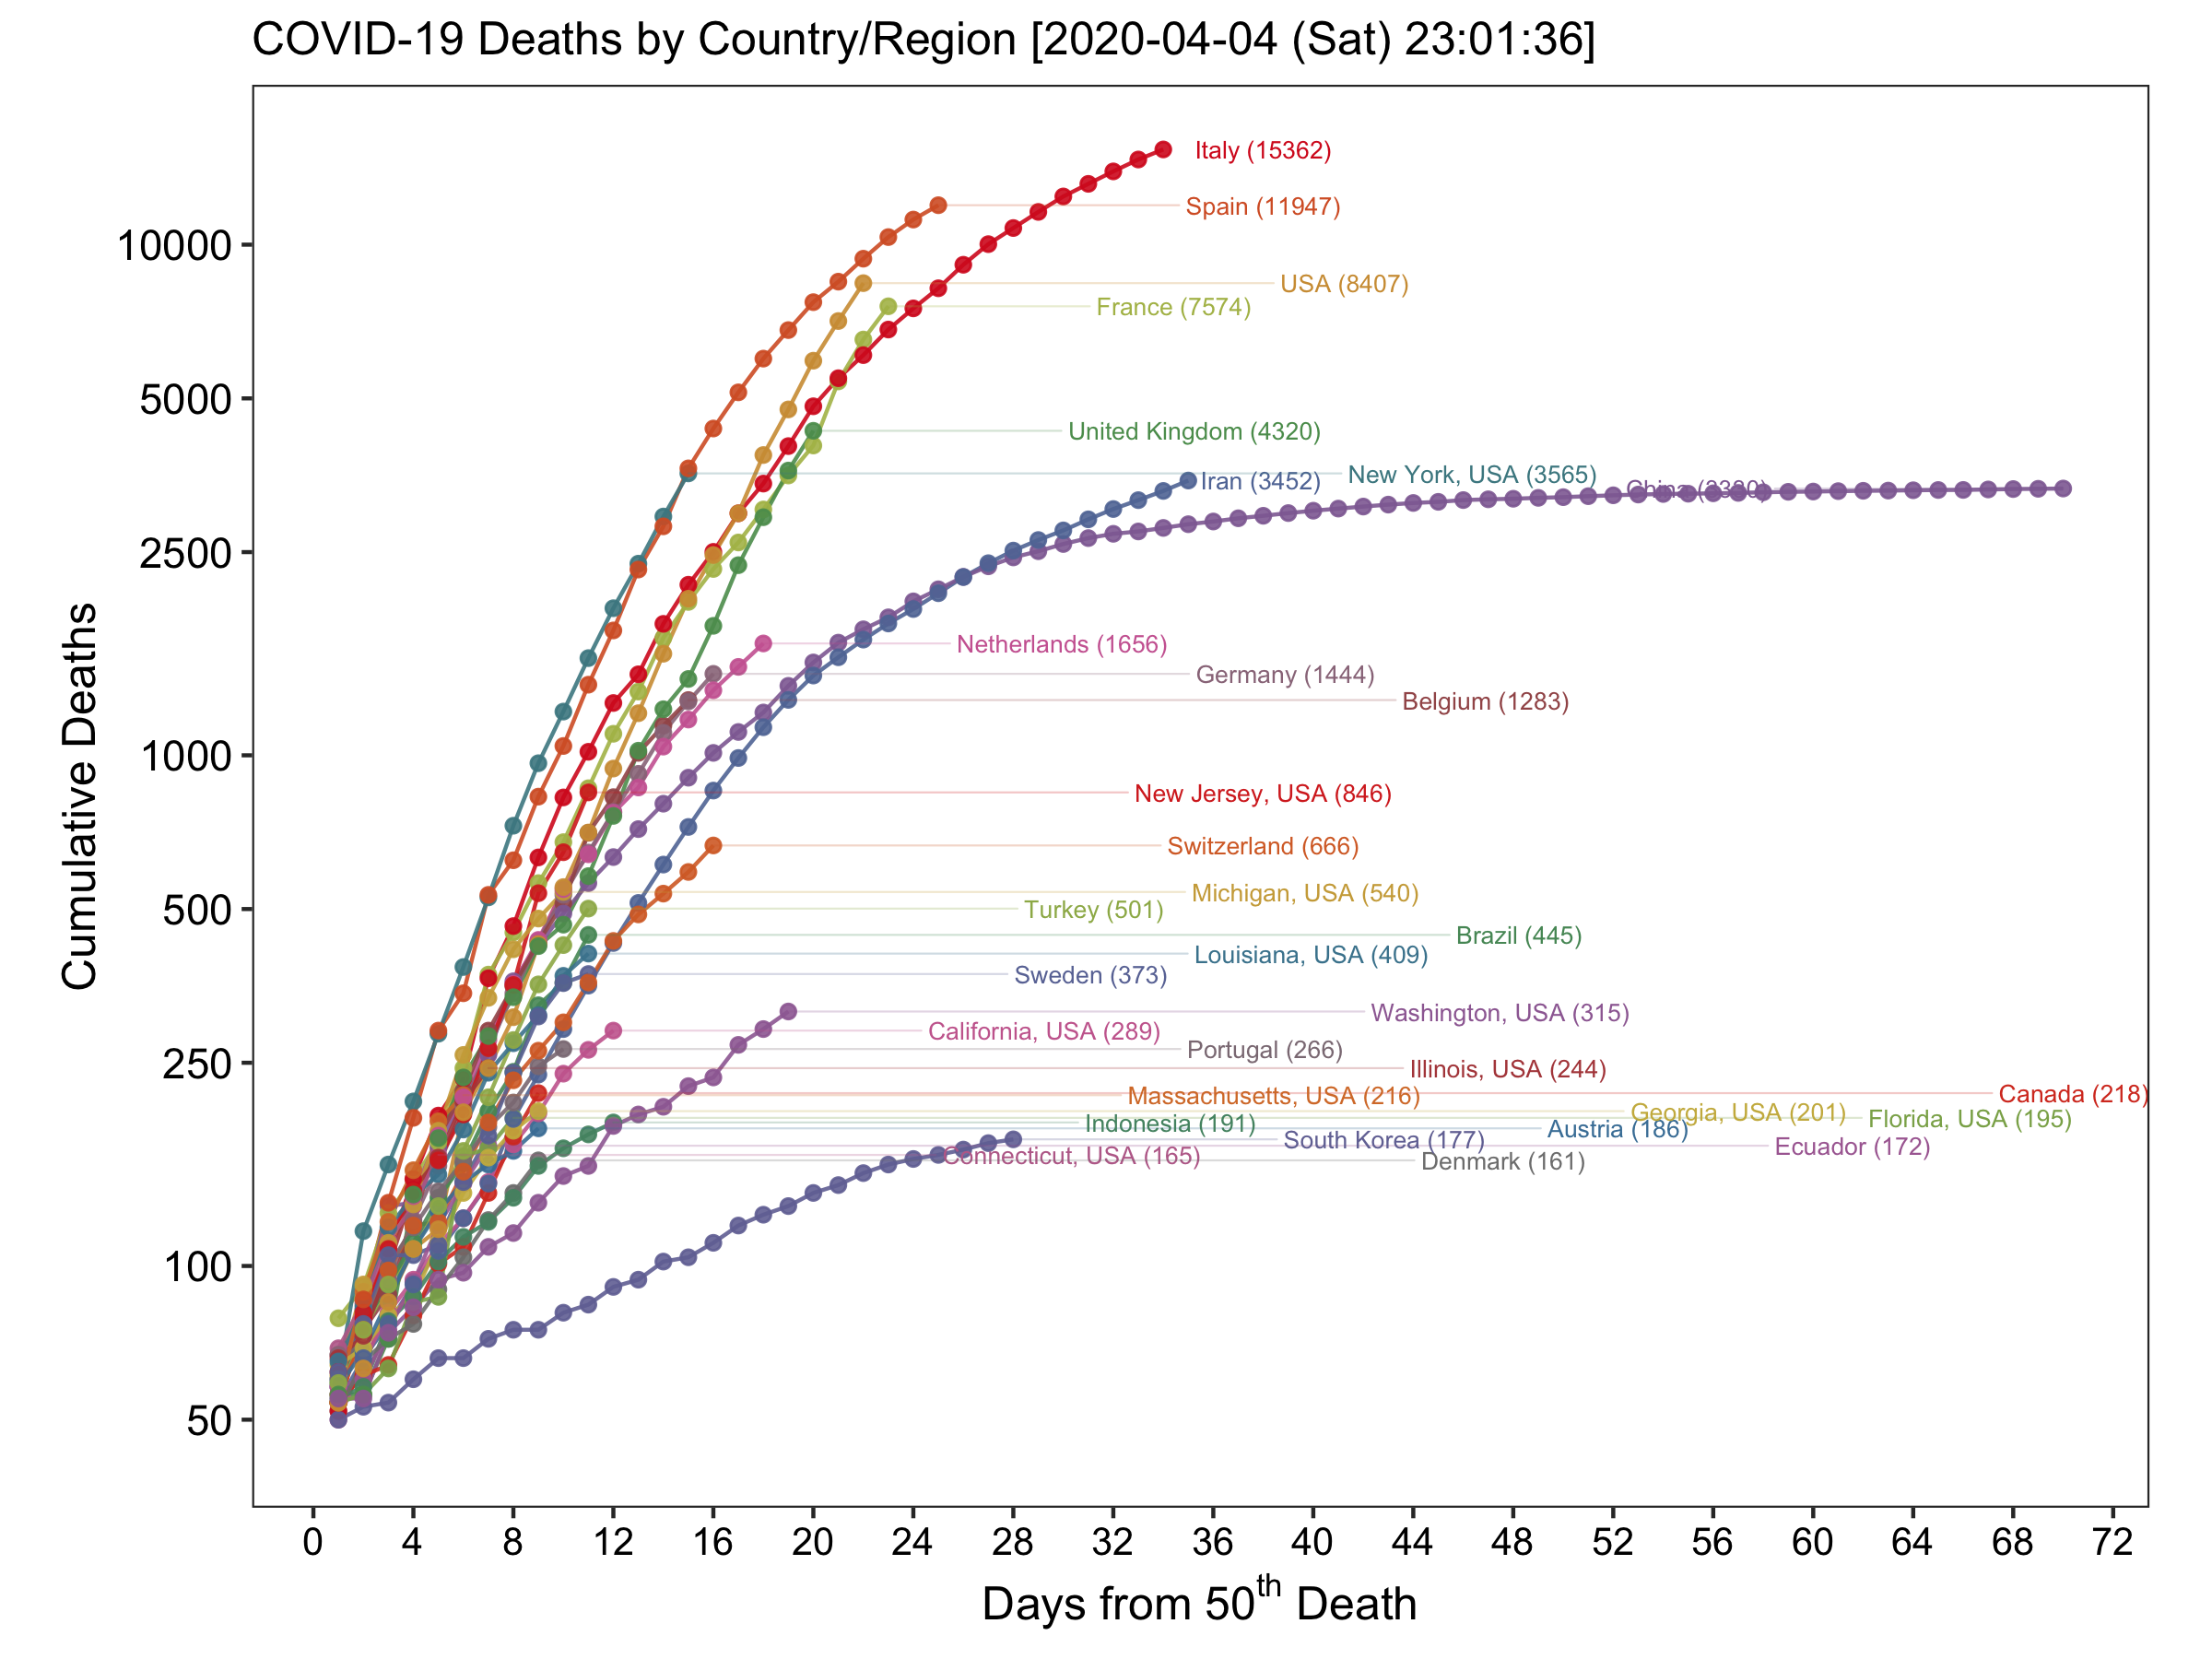 COVID-19 Deaths by Country/Region [2020-04-04 (Sat) 23:01:36]
Cumulative Deaths
10000
5000
2500
1000
500
250
100
50
Italy (15362)
Spain (11947)
USA (8407)
France (7574)
United Kingdom (4320)
New York, USA (3565)
Iran (3452)
China
Netherlands (1656)
Germany (1444)
Belgium (1283)
New Jersey, USA (846)
Switzerland (666)
Michigan, USA (540)
Turkey (501)
Brazil (445)
Louisiana, USA (409)
Sweden (373)
Washington, USA (315)
California, USA (289)
Portugal (266)
Illinois, USA (244)
Canada (218)
Massachusetts, USA (216)
Georgia, USA (201)
Florida, USA (195)
Indonesia (191)
Austria (186)
South Korea (177)
Ecuador (172)
Connecticut, USA (165)
Denmark (161)
0 4 8 12 16 20 24 28 32 36 40 44 48 52 56 60 64 68 72
Days from 50th Death